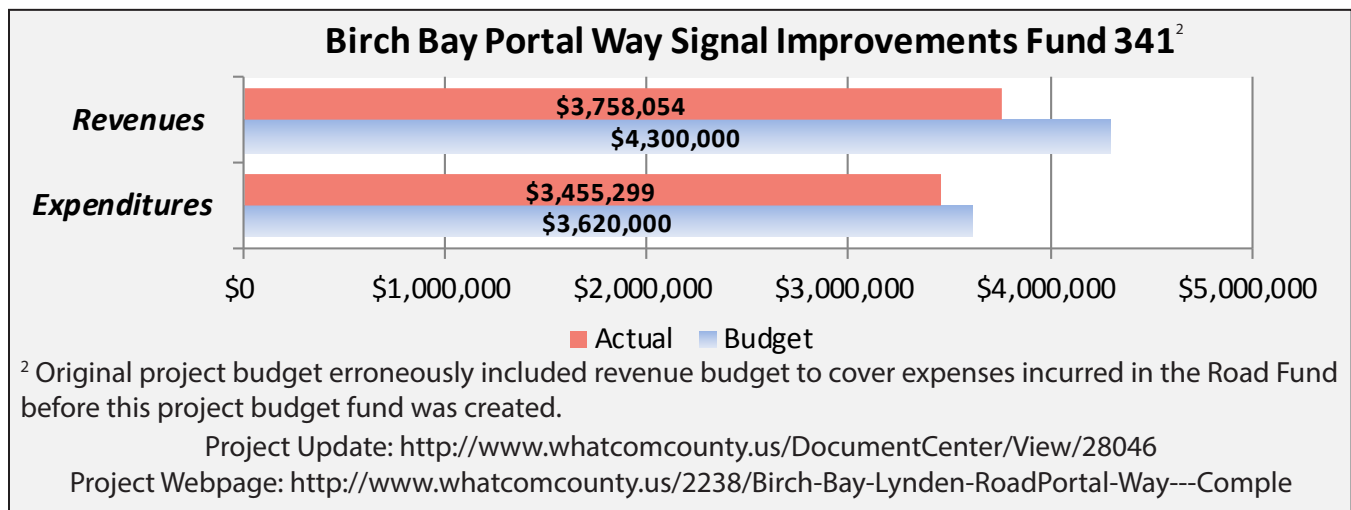 Birch Bay Portal Way Signal Improvements Fund 341²
Revenues
$3,758,054
$4,300,000
Expenditures
$3,455,299
$3,620,000
$0 $1,000,000 $2,000,000 $3,000,000 $4,000,000 $5,000,000
Actual Budget
² Original project budget erroneously included revenue budget to cover expenses incurred in the Road Fund
before this project budget fund was created.
Project Update: http://www.whatcomcounty.us/DocumentCenter/View/28046
Project Webpage: http://www.whatcomcounty.us/2238/Birch-Bay-Lynden-RoadPortal-Way---Comple